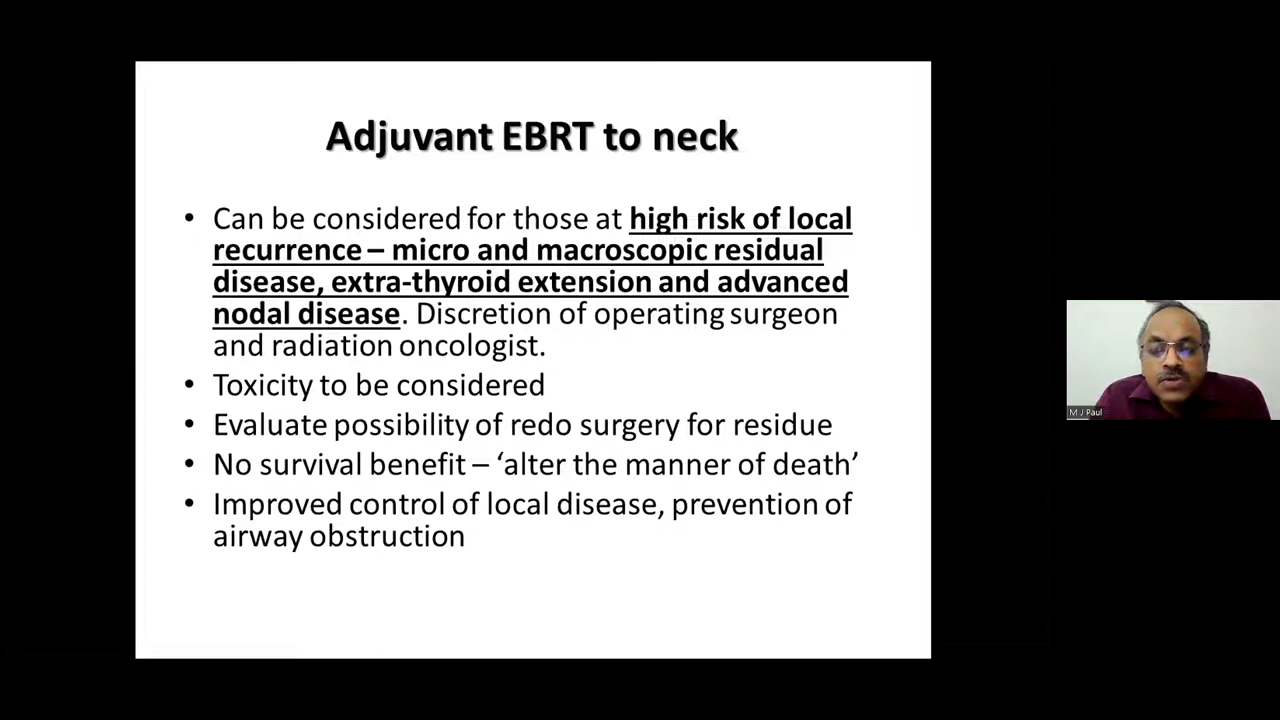 Adjuvant EBRT to neck
• Can be considered for those at high risk of local
recurrence – micro and macroscopic residual
disease, extra-thyroid extension and advanced
nodal disease. Discretion of operating surgeon
and radiation oncologist.
• Toxicity to be considered
• Evaluate possibility of redo surgery for residue
• No survival benefit – ‘alter the manner of death’
• Improved control of local disease, prevention of
airway obstruction
M J Paul